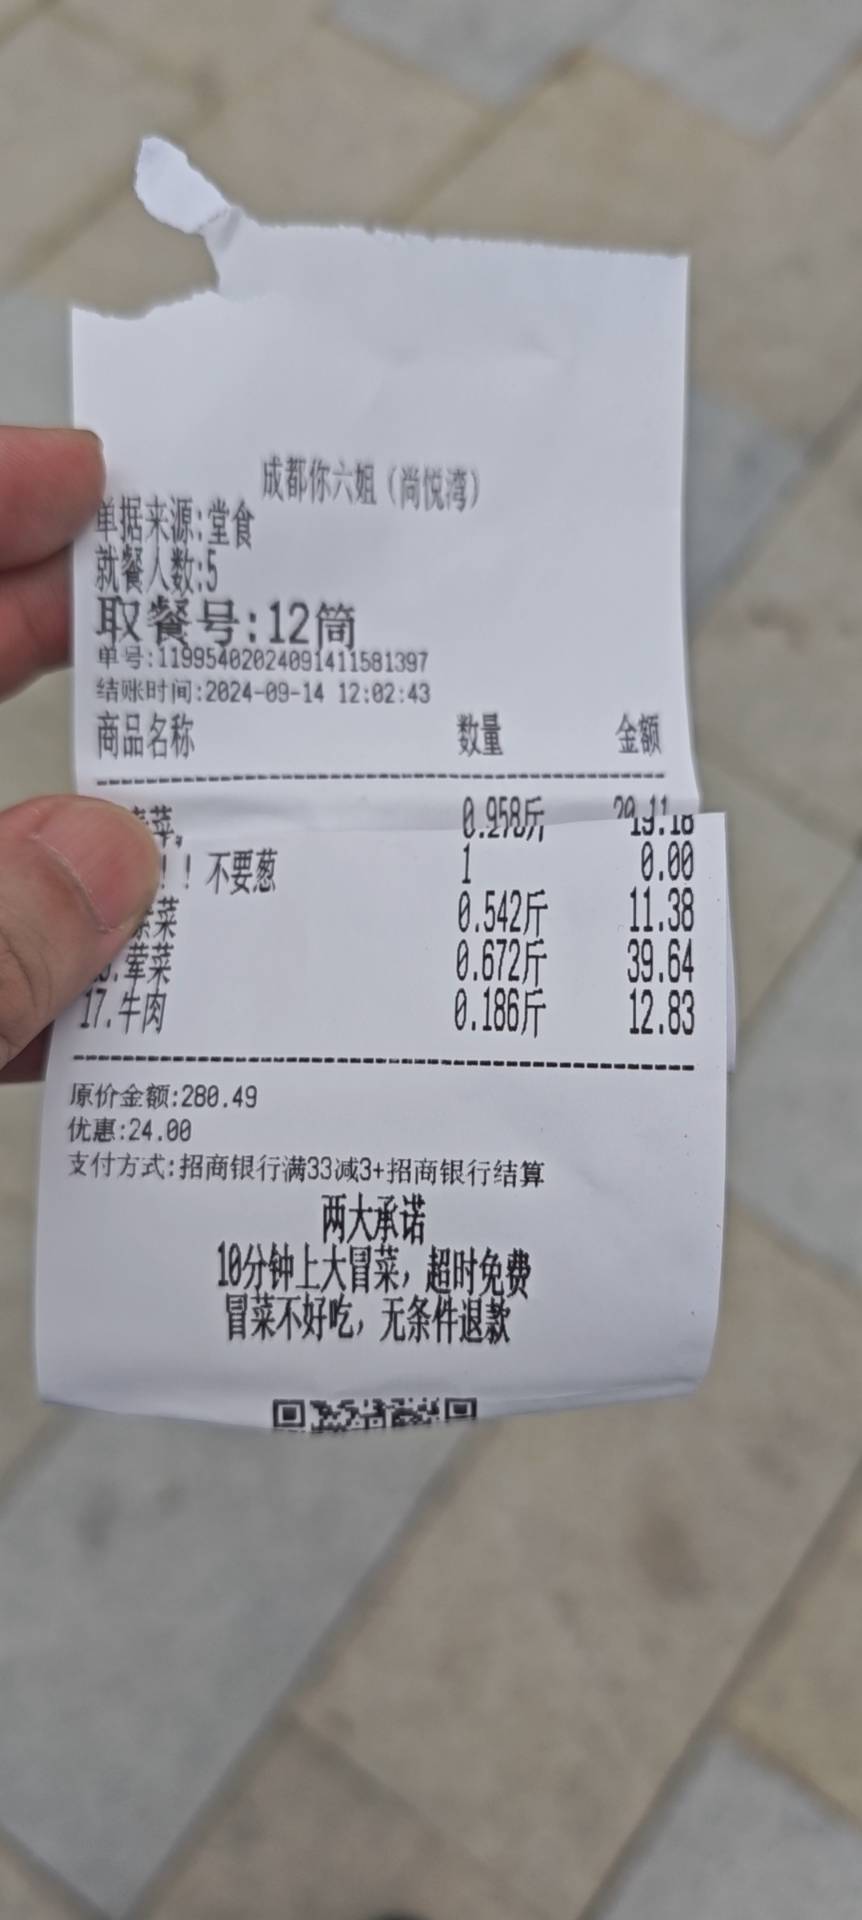 成都你六姐（尚悦湾）
单据来源:堂食
就餐人数:5
取餐号:12筒
单号:11995402024091411581397
结账时间:2024-09-14 12:02:43
商品名称 数量 金额
菜,
！！不要葱 1 0.00
素菜 0.542斤 11.38
.荤菜 0.672斤 39.64
17.牛肉 0.186斤 12.83
原价金额:280.49
优惠:24.00
支付方式:招商银行满33减3+招商银行结算
两大承诺
10分钟上大冒菜，超时免费
冒菜不好吃，无条件退款